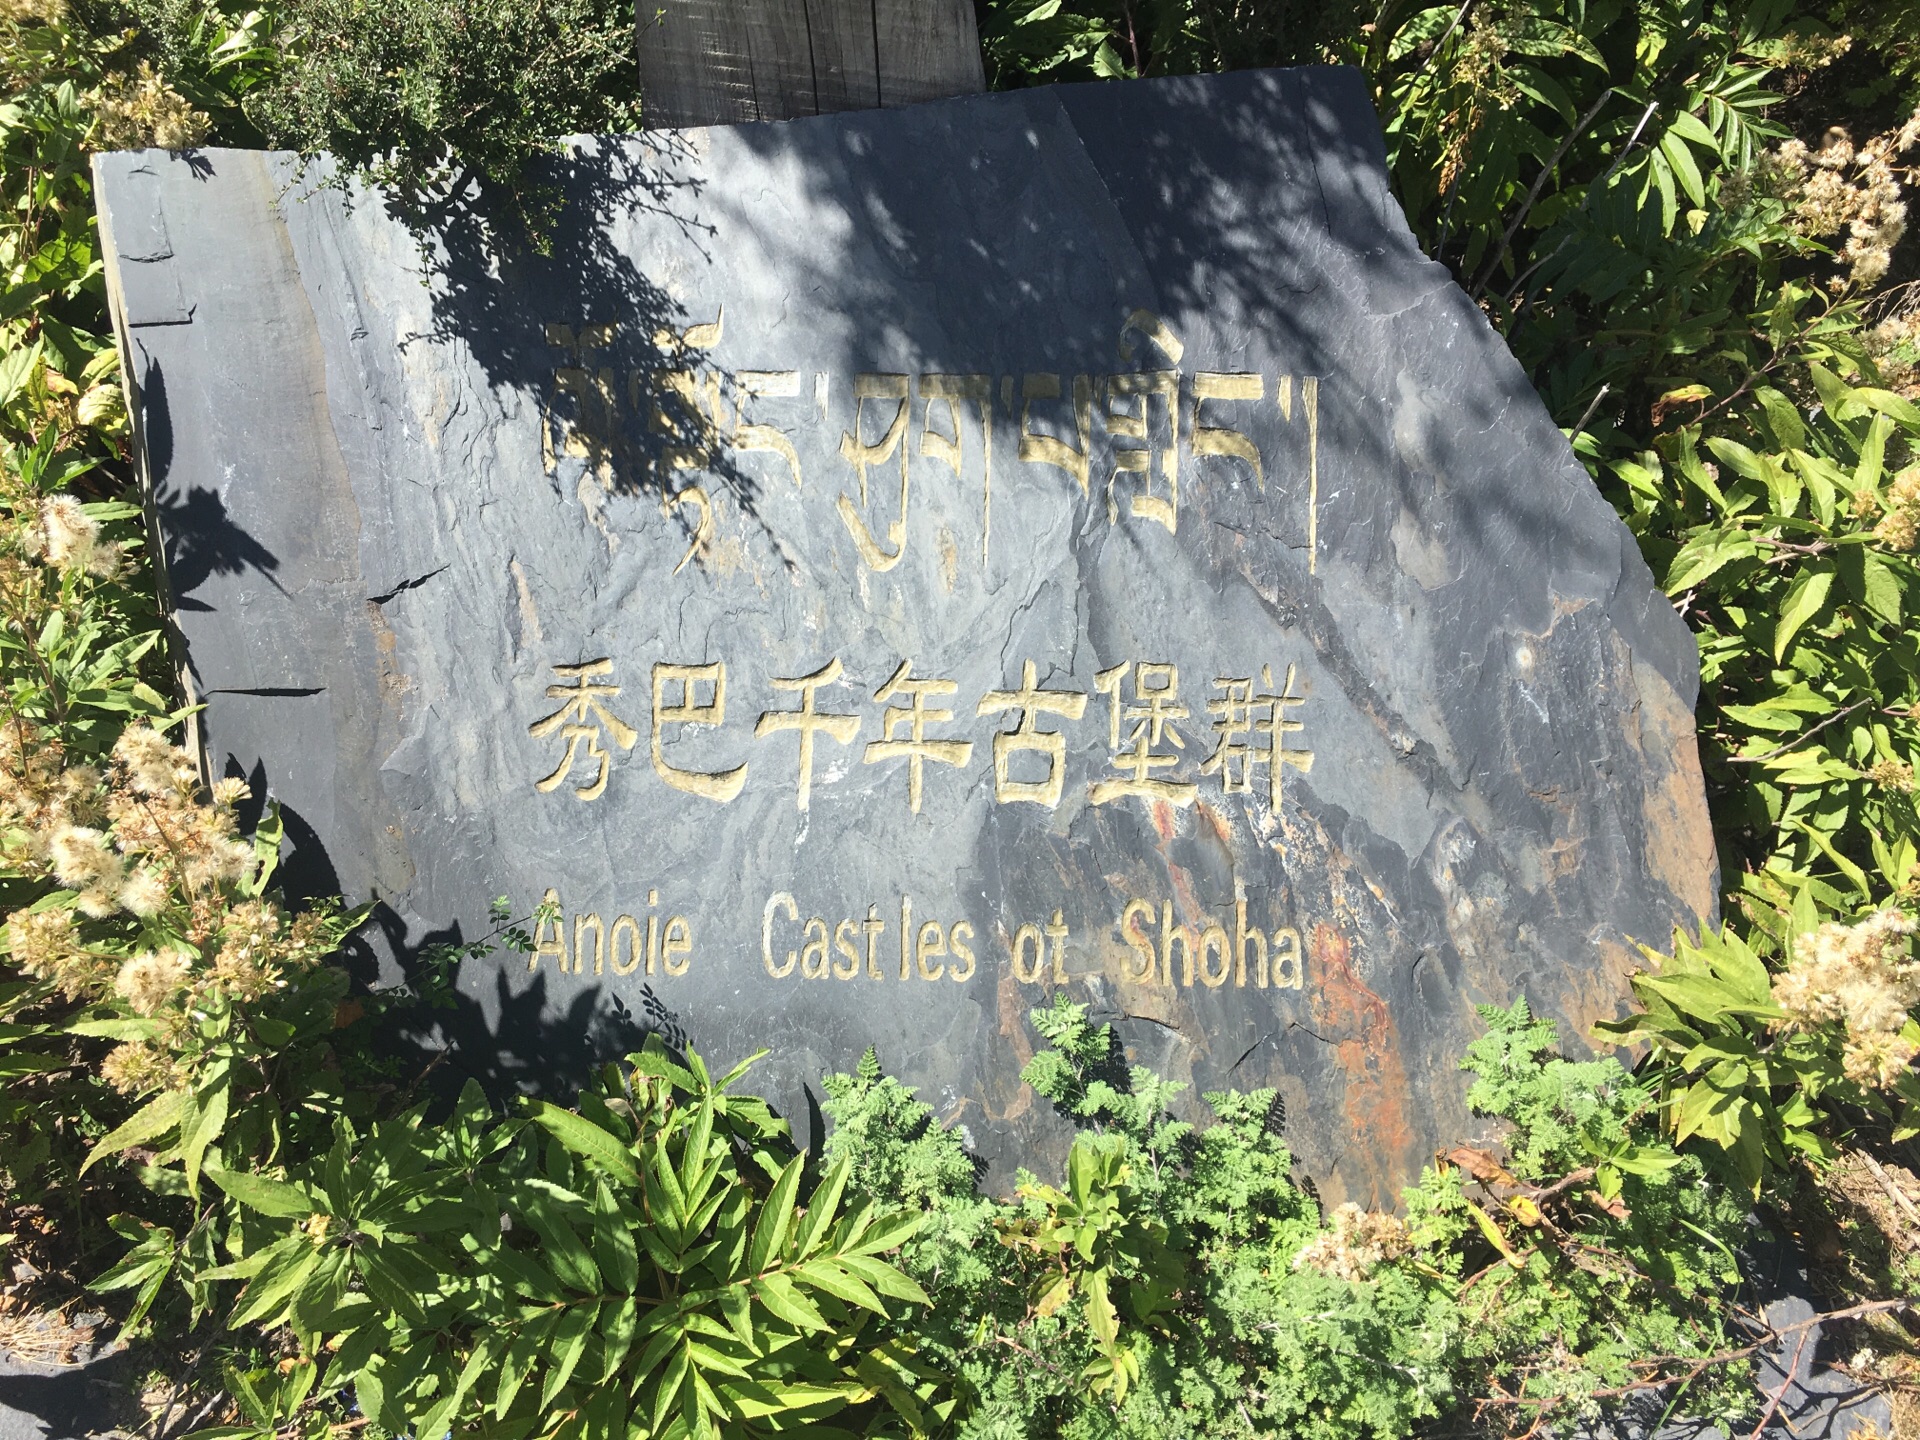 ལོ་སྟོང་
秀巴千年古堡群
Anoie Castles ot Shoha